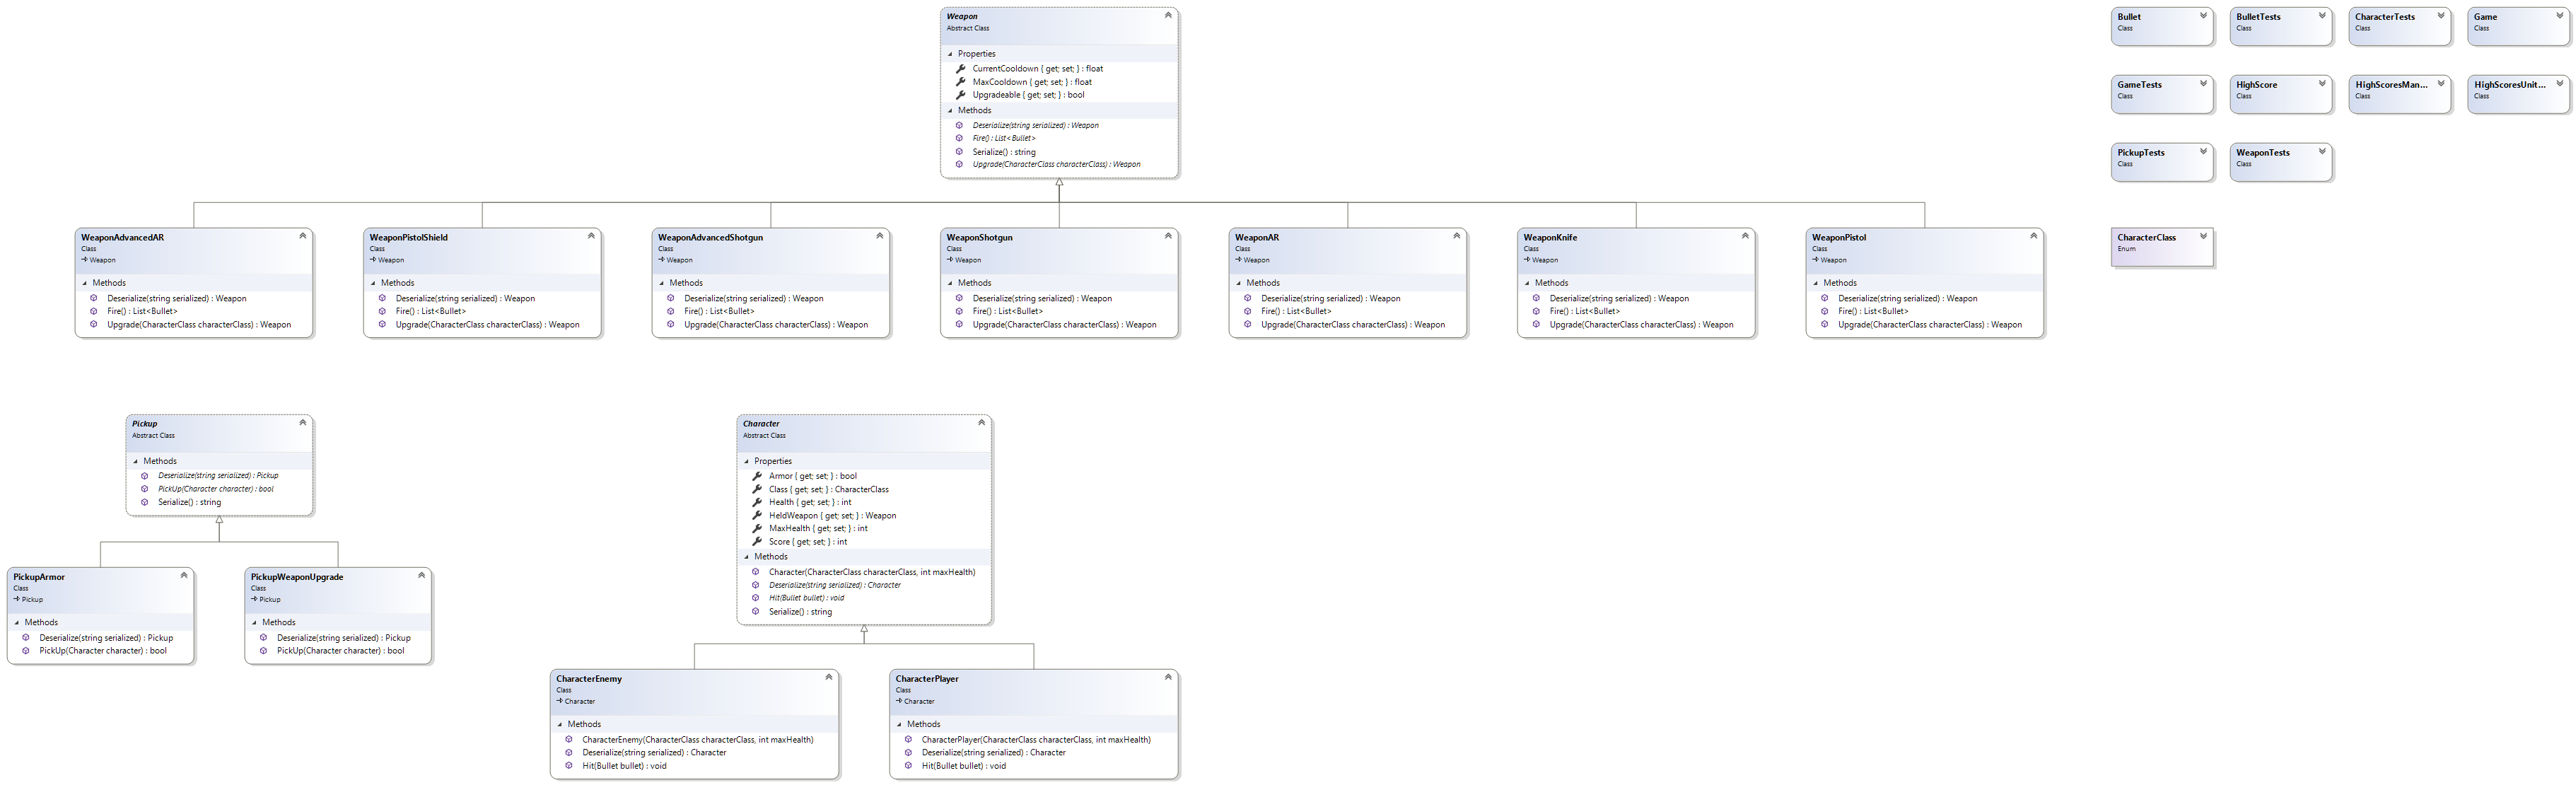 Weapon
Abstract Class
Properties
CurrentCooldown { get; set; } : float
MaxCooldown { get; set; } : float
Upgradeable { get; set; } : bool
Methods
Deserialize(string serialized) : Weapon
Fire() : List<Bullet>
Serialize() : string
Upgrade(CharacterClass characterClass) : Weapon
Bullet
Class
BulletTests
Class
CharacterTests
Class
Game
Class
GameTests
Class
HighScore
Class
HighScoresMan...
Class
HighScoresUnit...
Class
PickupTests
Class
WeaponTests
Class
CharacterClass
Enum
WeaponAdvancedAR
Class
Weapon
Methods
Deserialize(string serialized) : Weapon
Fire() : List<Bullet>
Upgrade(CharacterClass characterClass) : Weapon
WeaponPistolShield
Class
Weapon
Methods
Deserialize(string serialized) : Weapon
Fire() : List<Bullet>
Upgrade(CharacterClass characterClass) : Weapon
WeaponAdvancedShotgun
Class
Weapon
Methods
Deserialize(string serialized) : Weapon
Fire() : List<Bullet>
Upgrade(CharacterClass characterClass) : Weapon
WeaponShotgun
Class
Weapon
Methods
Deserialize(string serialized) : Weapon
Fire() : List<Bullet>
Upgrade(CharacterClass characterClass) : Weapon
WeaponAR
Class
Weapon
Methods
Deserialize(string serialized) : Weapon
Fire() : List<Bullet>
Upgrade(CharacterClass characterClass) : Weapon
WeaponKnife
Class
Weapon
Methods
Deserialize(string serialized) : Weapon
Fire() : List<Bullet>
Upgrade(CharacterClass characterClass) : Weapon
WeaponPistol
Class
Weapon
Methods
Deserialize(string serialized) : Weapon
Fire() : List<Bullet>
Upgrade(CharacterClass characterClass) : Weapon
Pickup
Abstract Class
Methods
Deserialize(string serialized) : Pickup
PickUp(Character character) : bool
Serialize() : string
PickupArmor
Class
Pickup
Methods
Deserialize(string serialized) : Pickup
PickUp(Character character) : bool
PickupWeaponUpgrade
Class
Pickup
Methods
Deserialize(string serialized) : Pickup
PickUp(Character character) : bool
Character
Abstract Class
Properties
Armor { get; set; } : bool
Class { get; set; } : CharacterClass
Health { get; set; } : int
HeldWeapon { get; set; } : Weapon
MaxHealth { get; set; } : int
Score { get; set; } : int
Methods
Character(CharacterClass characterClass, int maxHealth)
Deserialize(string serialized) : Character
Hit(Bullet bullet) : void
Serialize() : string
CharacterEnemy
Class
Character
Methods
CharacterEnemy(CharacterClass characterClass, int maxHealth)
Deserialize(string serialized) : Character
Hit(Bullet bullet) : void
CharacterPlayer
Class
Character
Methods
CharacterPlayer(CharacterClass characterClass, int maxHealth)
Deserialize(string serialized) : Character
Hit(Bullet bullet) : void